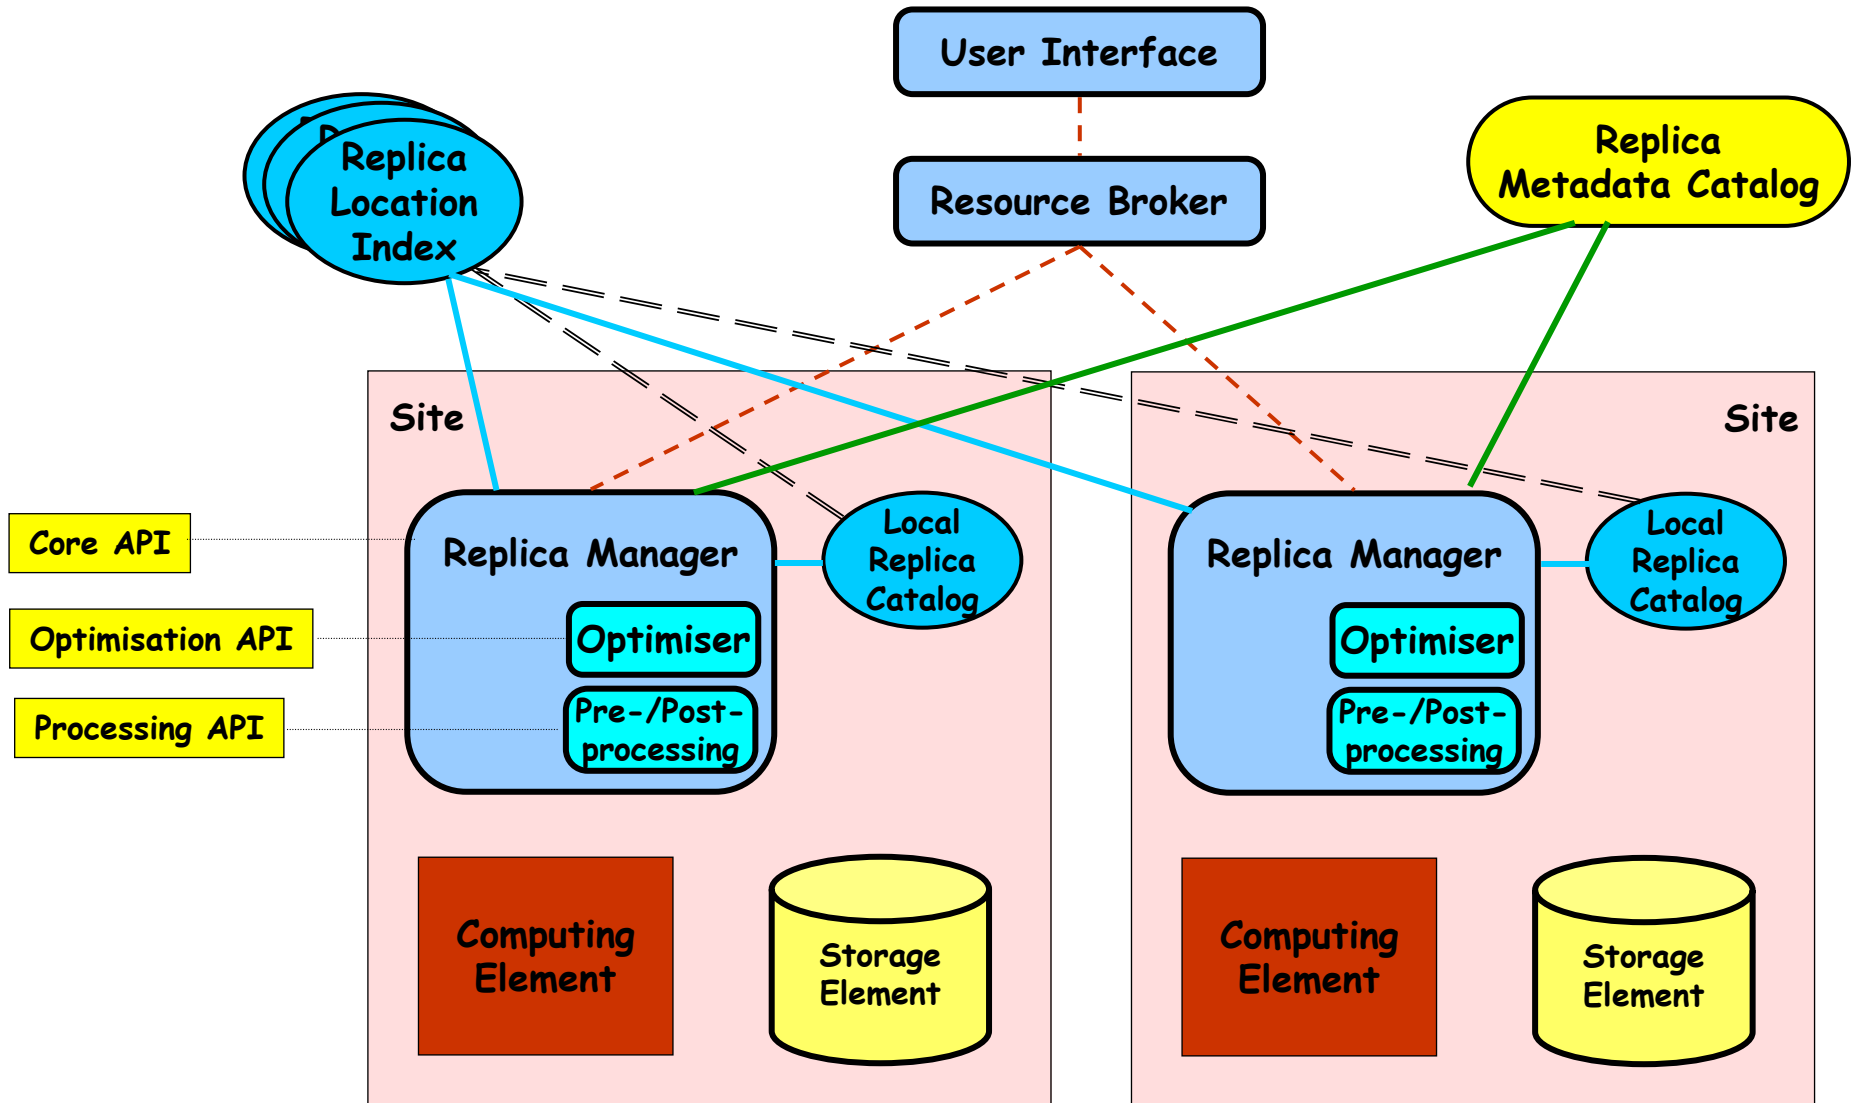 User Interface
Replica
Location
Index
Resource Broker
Replica
Metadata Catalog
Site
Site
Core API
Optimisation API
Processing API
Replica Manager
Optimiser
Pre-/Post-
processing
Local
Replica
Catalog
Replica Manager
Optimiser
Pre-/Post-
processing
Local
Replica
Catalog
Computing
Element
Storage
Element
Computing
Element
Storage
Element